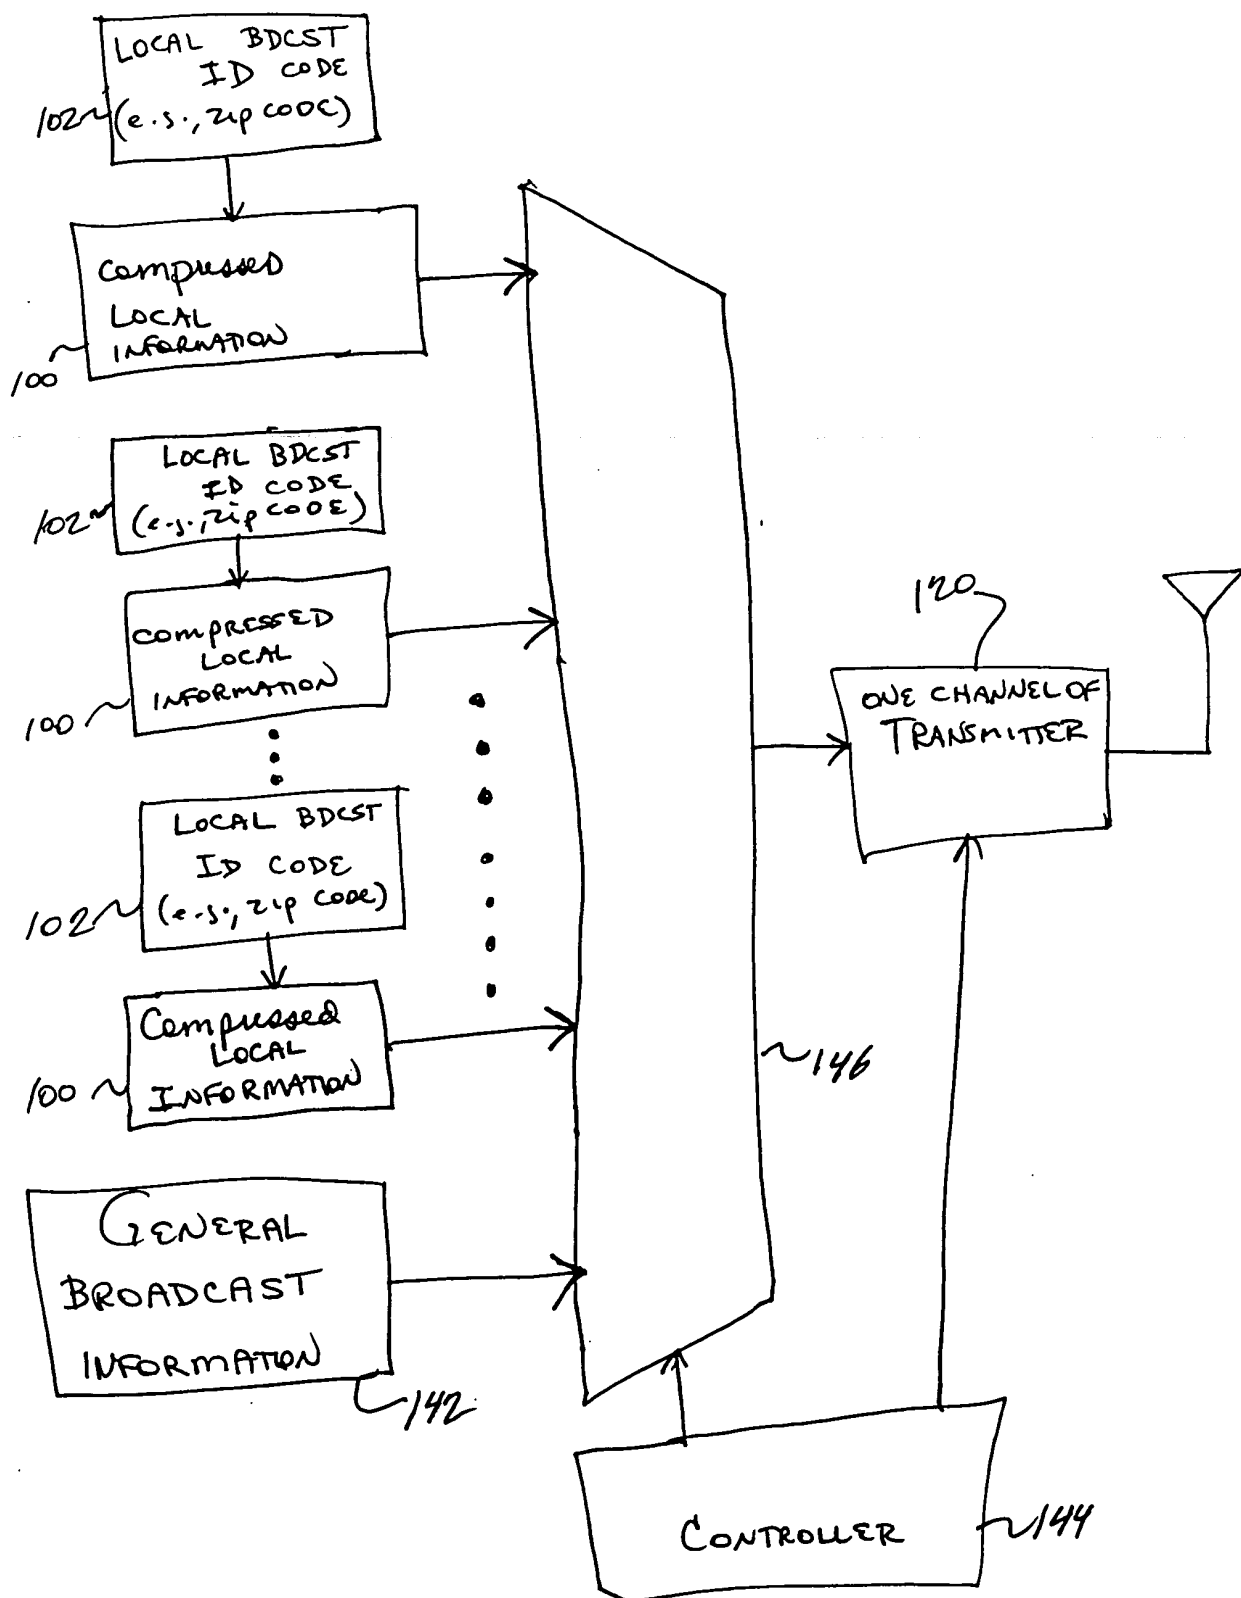 LOCAL BDCST
ID CODE
(e.g., zip CODE)
102
compressed
LOCAL
INFORMATION
100
LOCAL BDCST
ID CODE
(e.g., zip CODE)
102
COMPRESSED
LOCAL
INFORMATION
100
LOCAL BDCST
ID CODE
(e.g., zip CODE)
102
Compressed
LOCAL
INFORMATION
100
GENERAL
BROADCAST
INFORMATION
142
146
120
ONE CHANNEL OF
TRANSMITTER
CONTROLLER
144